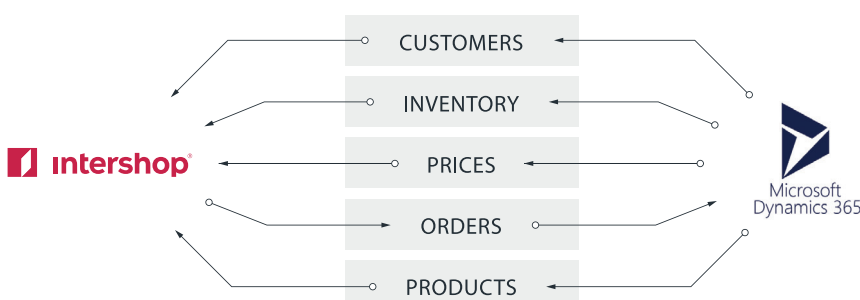 CUSTOMERS
INVENTORY
intershop®
PRICES
Microsoft
Dynamics 365
ORDERS
PRODUCTS